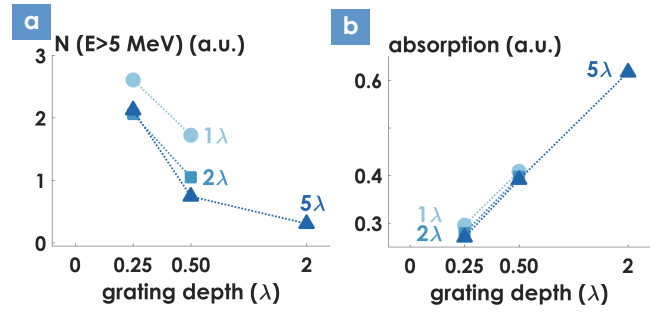 a
N (E>5 MeV) (a.u.)
3
2
1
0
1λ
2λ
5λ
0 0.25 0.50 2
grating depth (λ)
b
absorption (a.u.)
0.6
0.4
0.3
5λ
1λ
2λ
0 0.25 0.50 2
grating depth (λ)